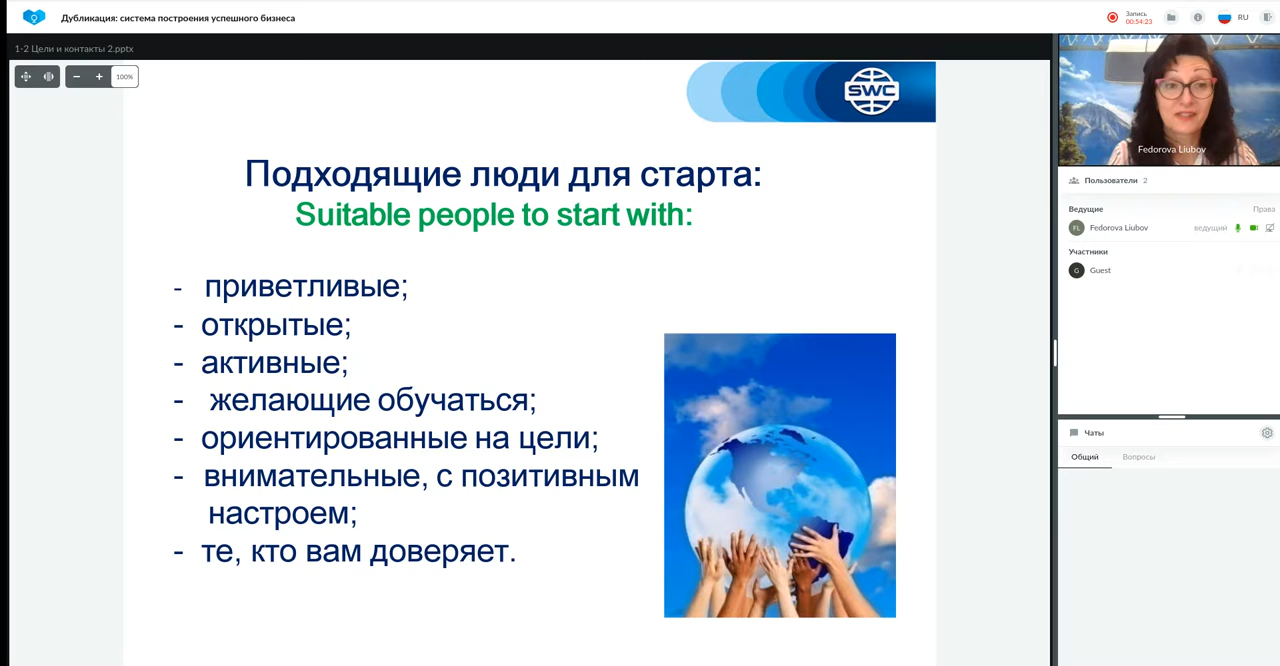 Дубликация: система построения успешного бизнеса
Запись
00:54:23
RU
1-2 Цели и контакты 2.pptx
100%
SWC
Подходящие люди для старта:
Suitable people to start with:
- приветливые;
- открытые;
- активные;
- желающие обучаться;
- ориентированные на цели;
- внимательные, с позитивным
настроем;
- те, кто вам доверяет.
Fedorova Liubov
Пользователи 2
Ведущие Права
FL Fedorova Liubov ведущий
Участники
G Guest
Чаты
Общий Вопросы